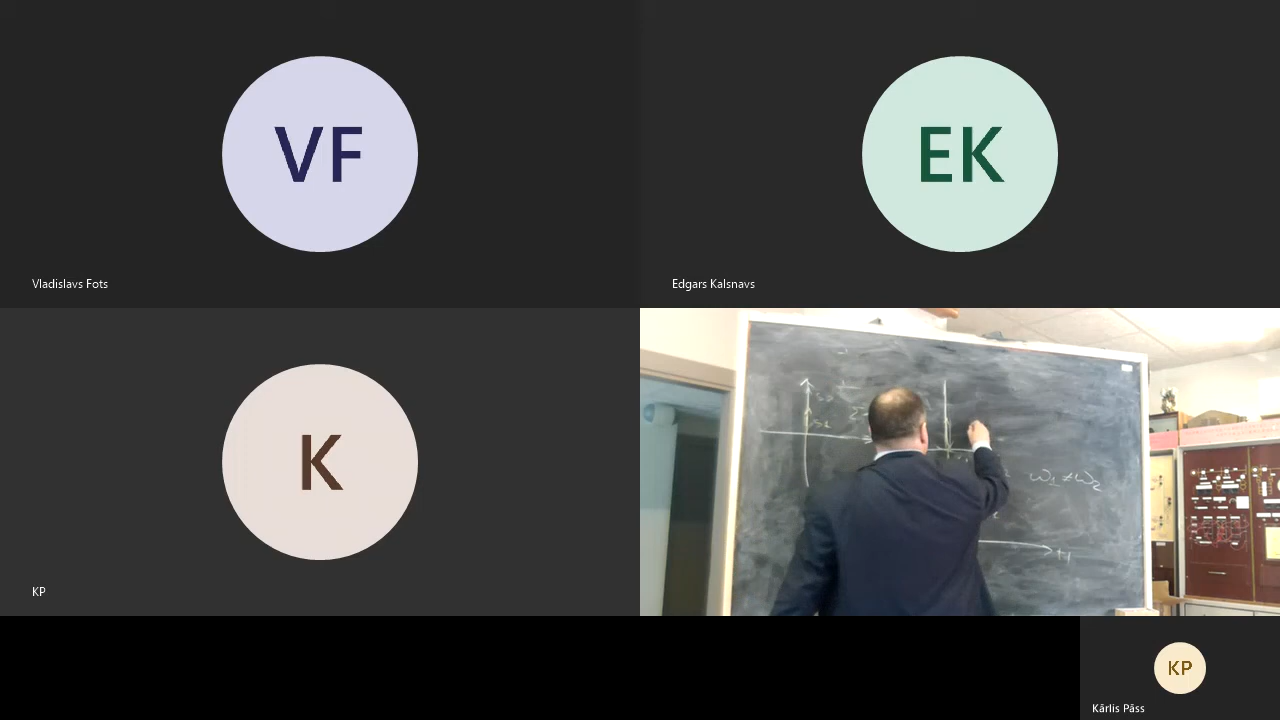 VF
Vladislavs Fots
EK
Edgars Kalsnavs
K
KP
ω₁ ≠ ω₂
KP
Kārlis Pāss